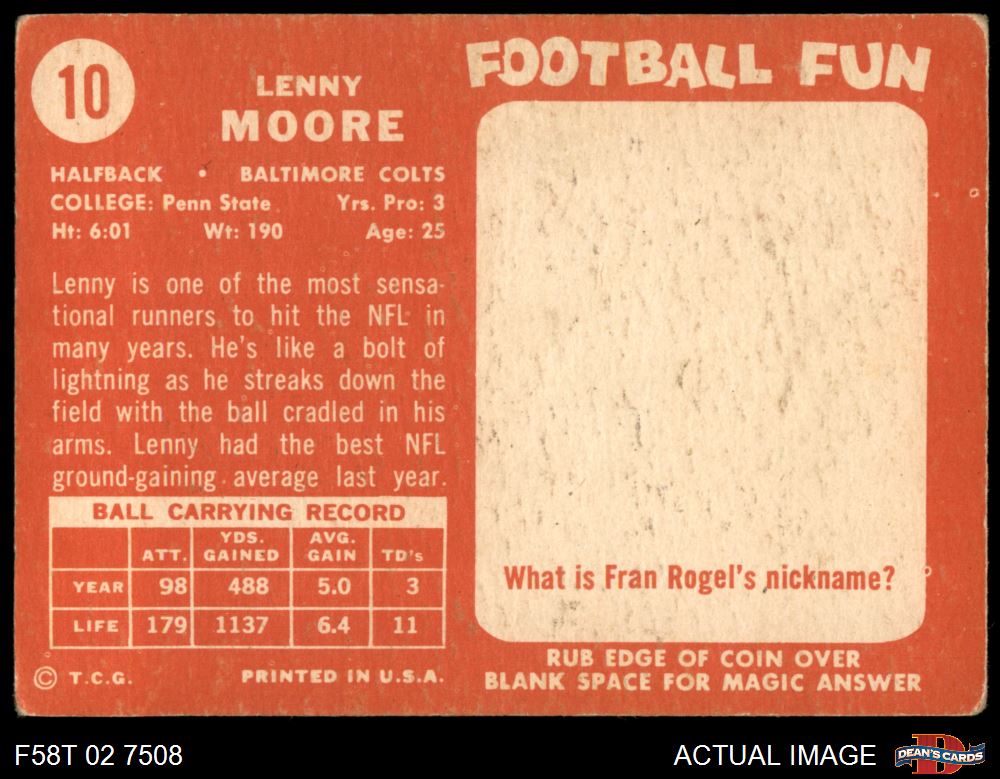 10
LENNY
MOORE
HALFBACK • BALTIMORE COLTS
COLLEGE: Penn State Yrs. Pro: 3
Ht: 6:01 Wt: 190 Age: 25
Lenny is one of the most sensa-
tional runners to hit the NFL in
many years. He's like a bolt of
lightning as he streaks down the
field with the ball cradled in his
arms. Lenny had the best NFL
ground-gaining average last year.
BALL CARRYING RECORD
ATT. YDS. GAINED AVG. GAIN TD's
YEAR 98 488 5.0 3
LIFE 179 1137 6.4 11
© T.C.G. PRINTED IN U.S.A.
FOOTBALL FUN
What is Fran Rogel's nickname?
RUB EDGE OF COIN OVER
BLANK SPACE FOR MAGIC ANSWER
F58T 02 7508 ACTUAL IMAGE DEAN'S CARDS